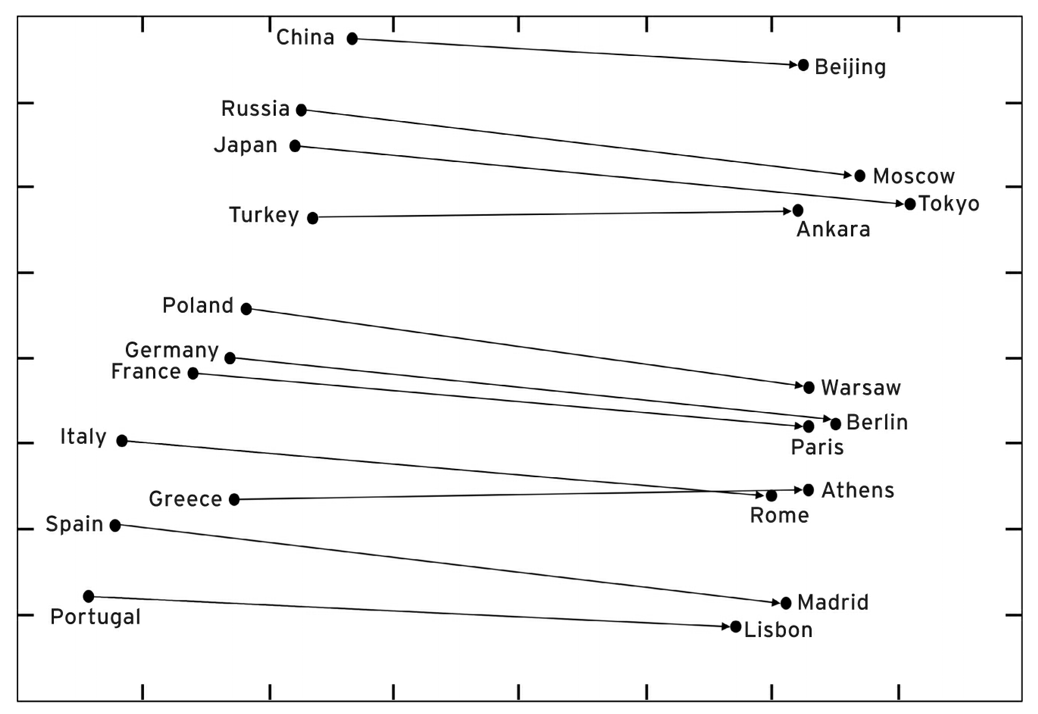 China
Beijing
Russia
Moscow
Japan
Tokyo
Turkey
Ankara
Poland
Warsaw
Germany
Berlin
France
Paris
Italy
Rome
Greece
Athens
Spain
Madrid
Portugal
Lisbon